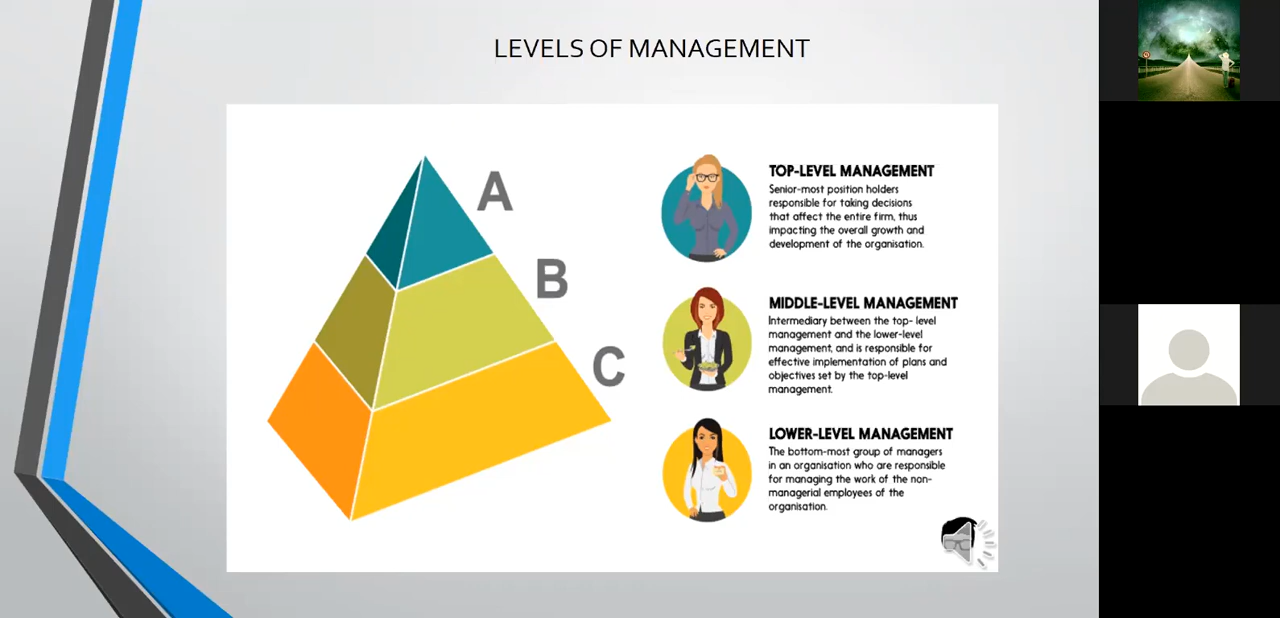 LEVELS OF MANAGEMENT
A
B
C
TOP-LEVEL MANAGEMENT
Senior-most position holders
responsible for taking decisions
that affect the entire firm, thus
impacting the overall growth and
development of the organisation.
MIDDLE-LEVEL MANAGEMENT
Intermediary between the top- level
management and the lower-level
management, and is responsible for
effective implementation of plans and
objectives set by the top-level
management.
LOWER-LEVEL MANAGEMENT
The bottom-most group of managers
in an organisation who are responsible
for managing the work of the non-
managerial employees of the
organisation.